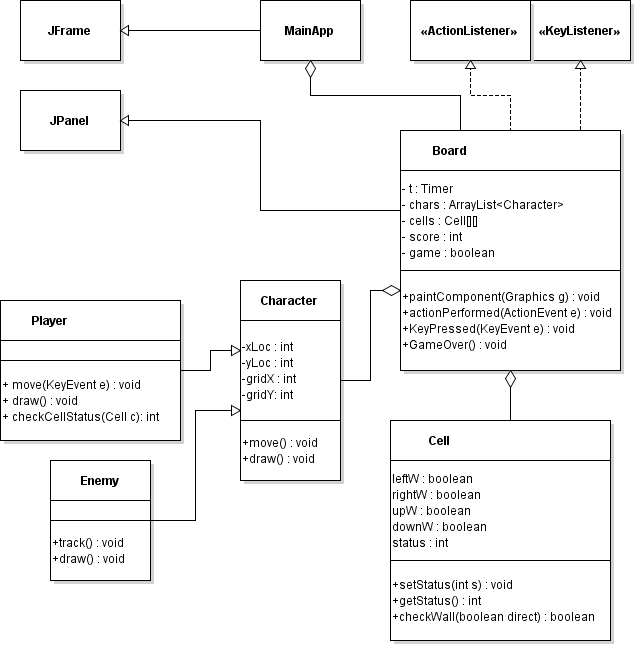 JFrame
MainApp
«ActionListener»
«KeyListener»
JPanel
Board
- t : Timer
- chars : ArrayList<Character>
- cells : Cell[][]
- score : int
- game : boolean
+paintComponent(Graphics g) : void
+actionPerformed(ActionEvent e) : void
+KeyPressed(KeyEvent e) : void
+GameOver() : void
Character
-xLoc : int
-yLoc : int
-gridX : int
-gridY: int
+move() : void
+draw() : void
Player
+ move(KeyEvent e) : void
+ draw() : void
+ checkCellStatus(Cell c): int
Enemy
+track() : void
+draw() : void
Cell
leftW : boolean
rightW : boolean
upW : boolean
downW : boolean
status : int
+setStatus(int s) : void
+getStatus() : int
+checkWall(boolean direct) : boolean